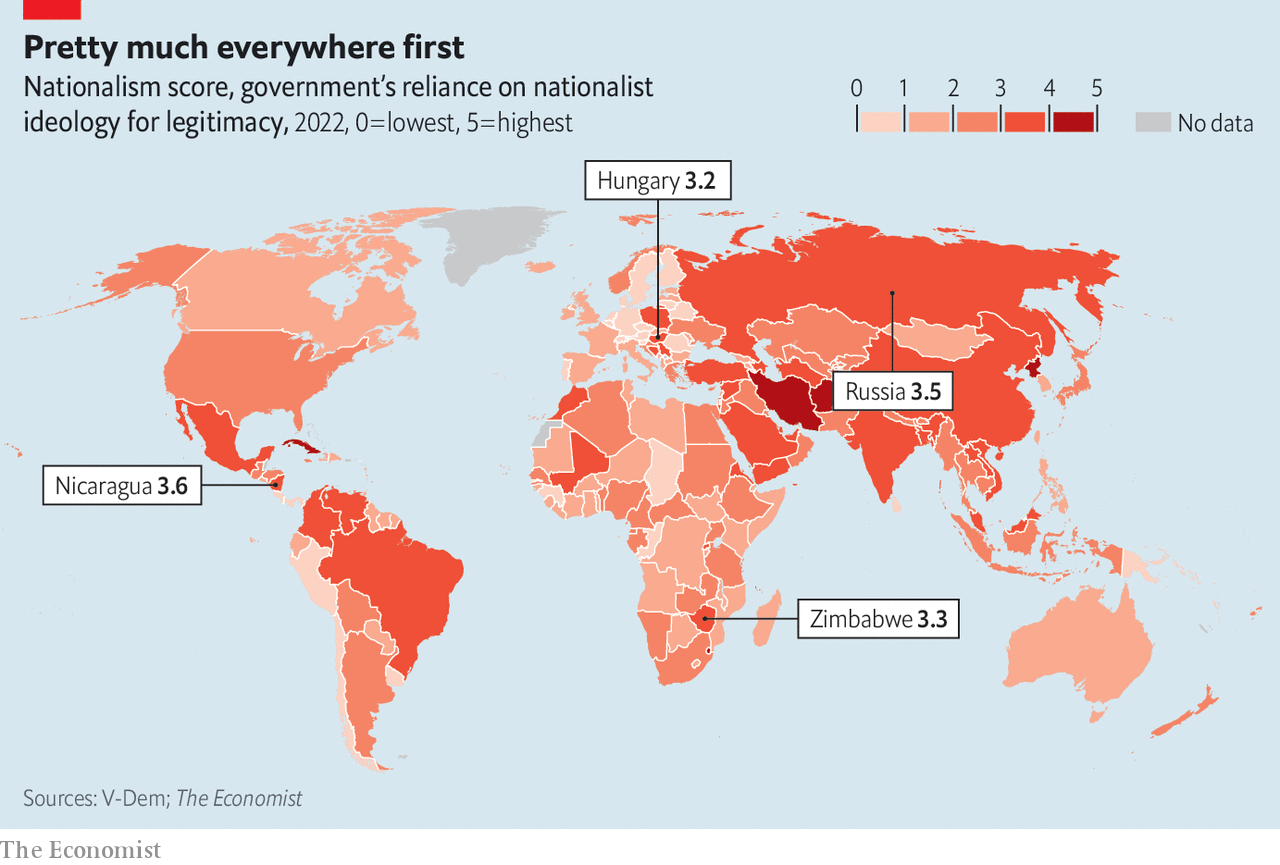 Pretty much everywhere first
Nationalism score, government’s reliance on nationalist
ideology for legitimacy, 2022, 0=lowest, 5=highest
0 1 2 3 4 5
No data
Hungary 3.2
Russia 3.5
Nicaragua 3.6
Zimbabwe 3.3
Sources: V-Dem; The Economist
The Economist